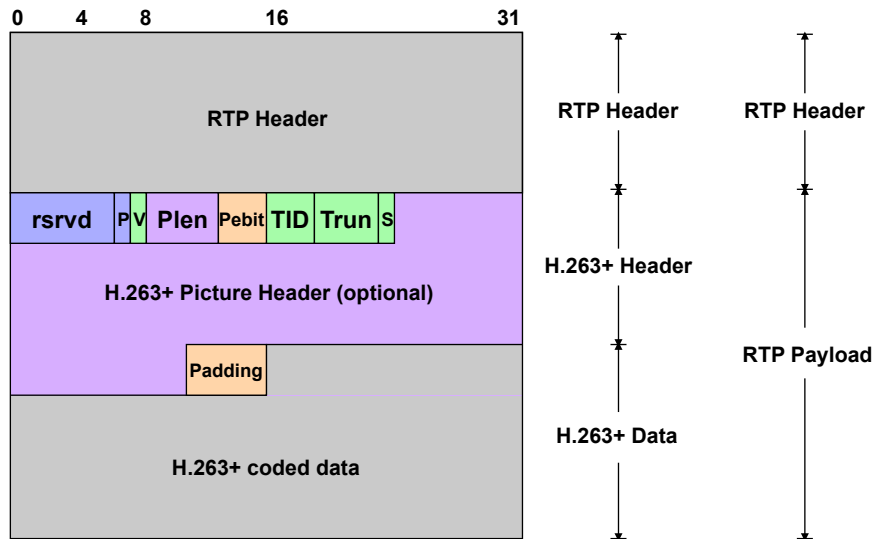 0 4 8 16 31
RTP Header RTP Header RTP Header
rsrvd P V Plen Pebit TID Trun S
H.263+ Header
H.263+ Picture Header (optional)
RTP Payload
Padding
H.263+ Data
H.263+ coded data